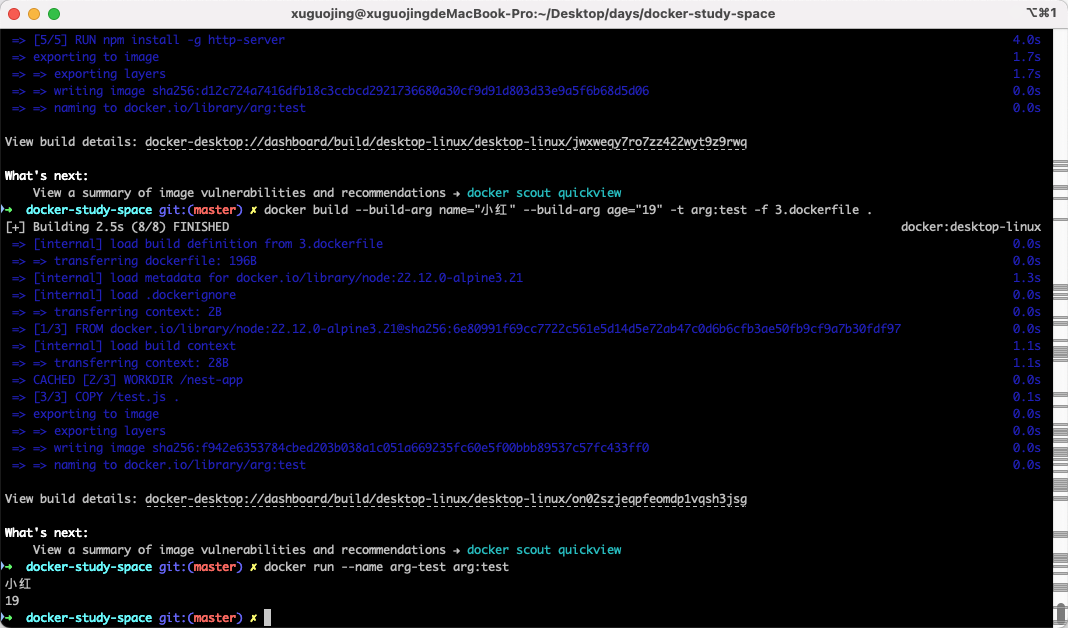 xuguojing@xuguojingdeMacBook-Pro:~/Desktop/days/docker-study-space ⌥⌘1
=> [5/5] RUN npm install -g http-server 4.0s
=> exporting to image 1.7s
=> => exporting layers 1.7s
=> => writing image sha256:d12c724a7416dfb18c3ccbcd2921736680a30cf9d91d803d33e9a5f6b68d5d06 0.0s
=> => naming to docker.io/library/arg:test 0.0s
View build details: docker-desktop://dashboard/build/desktop-linux/desktop-linux/jwxweqy7ro7zz422wyt9z9rwq
What's next:
View a summary of image vulnerabilities and recommendations → docker scout quickview
→ docker-study-space git:(master) ✗ docker build --build-arg name="小红" --build-arg age="19" -t arg:test -f 3.dockerfile .
[+] Building 2.5s (8/8) FINISHED docker:desktop-linux
=> [internal] load build definition from 3.dockerfile 0.0s
=> => transferring dockerfile: 196B 0.0s
=> [internal] load metadata for docker.io/library/node:22.12.0-alpine3.21 1.3s
=> [internal] load .dockerignore 0.0s
=> => transferring context: 2B 0.0s
=> [1/3] FROM docker.io/library/node:22.12.0-alpine3.21@sha256:6e80991f69cc7722c561e5d14d5e72ab47c0d6b6cfb3ae50fb9cf9a7b30fdf97 0.0s
=> [internal] load build context 1.1s
=> => transferring context: 28B 1.1s
=> CACHED [2/3] WORKDIR /nest-app 0.0s
=> [3/3] COPY /test.js . 0.1s
=> exporting to image 0.0s
=> => exporting layers 0.0s
=> => writing image sha256:f942e6353784cbed203b038a1c051a669235fc60e5f00bbb89537c57fc433ff0 0.0s
=> => naming to docker.io/library/arg:test 0.0s
View build details: docker-desktop://dashboard/build/desktop-linux/desktop-linux/on02szjeqpfeomdp1vqsh3jsg
What's next:
View a summary of image vulnerabilities and recommendations → docker scout quickview
→ docker-study-space git:(master) ✗ docker run --name arg-test arg:test
小红
19
→ docker-study-space git:(master) ✗